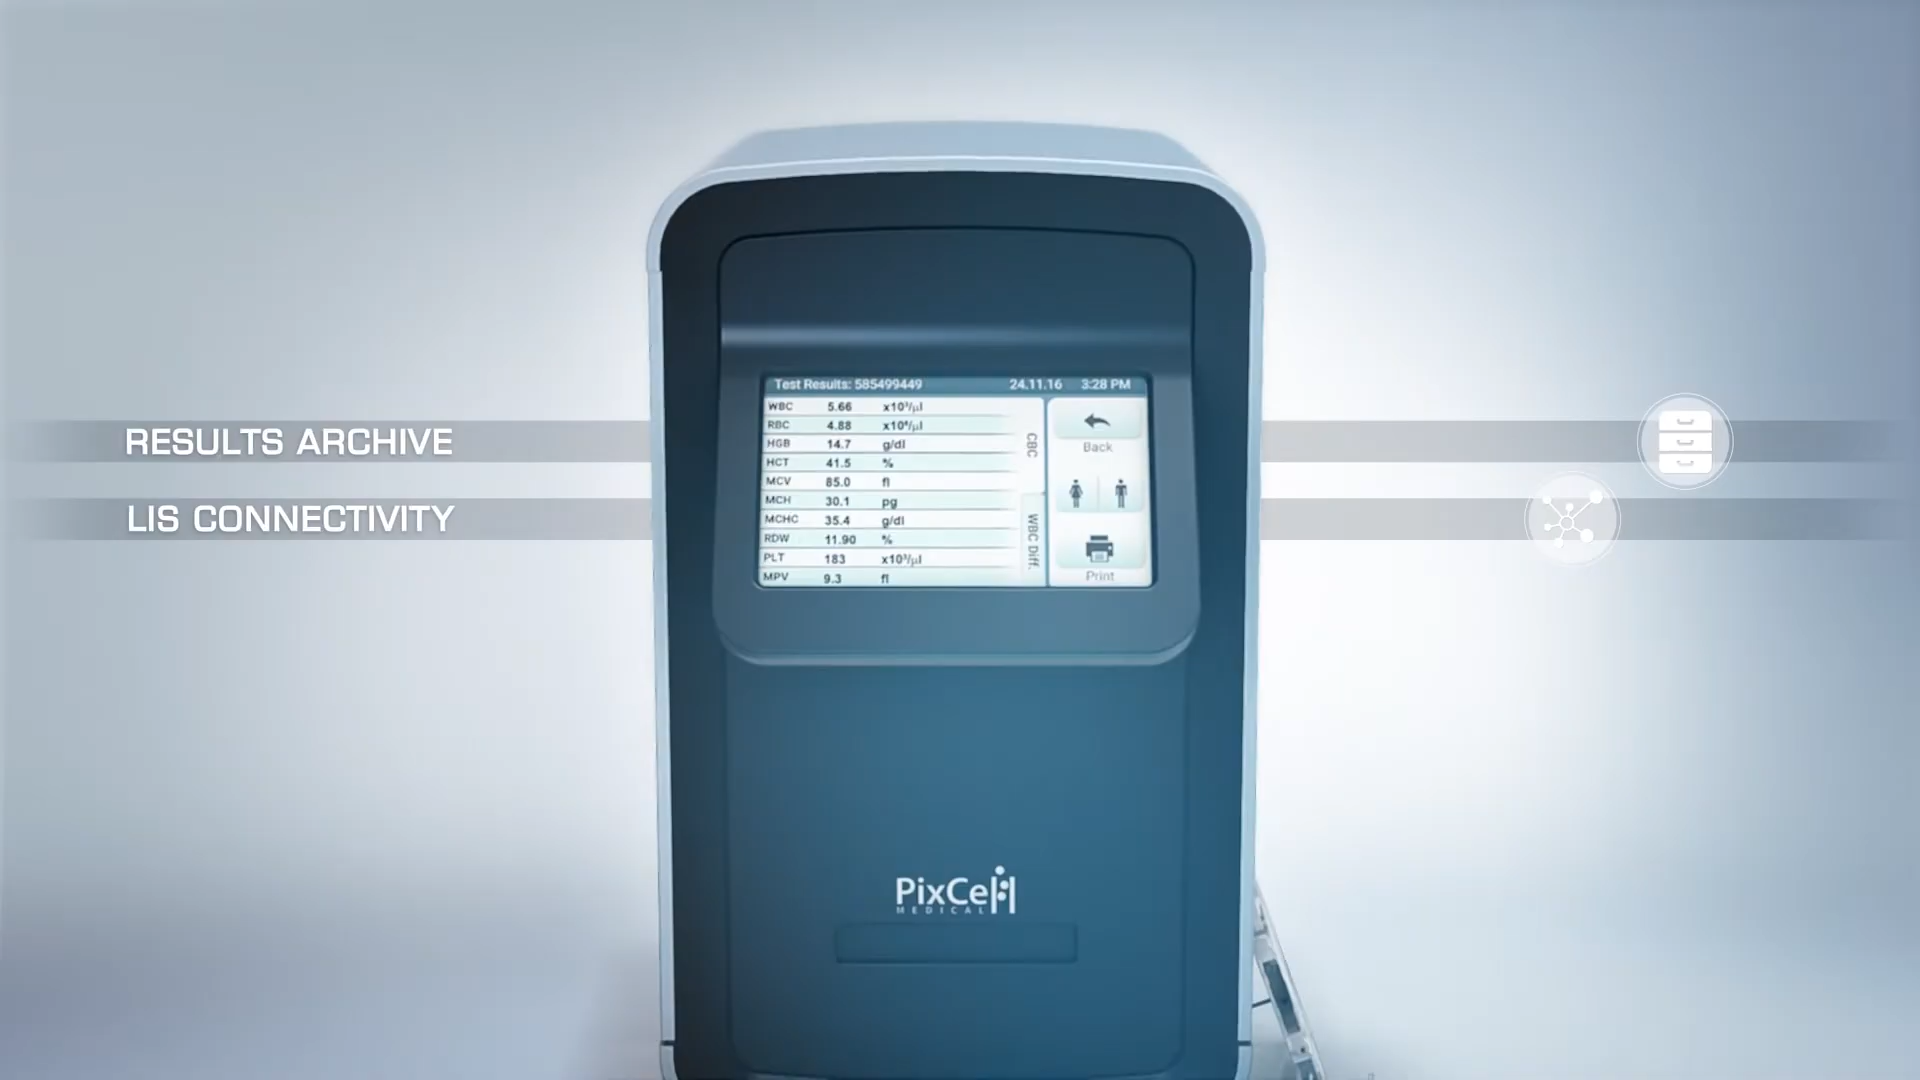 Test Results: 585499449 24.11.16 3:28 PM
WBC 5.66 x10³/µl
RBC 4.88 x10⁶/µl
HGB 14.7 g/dl
HCT 41.5 %
MCV 85.0 fl
MCH 30.1 pg
MCHC 35.4 g/dl
RDW 11.90 %
PLT 183 x10³/µl
MPV 9.3 fl
CBC
WBC Diff.
Back
Print
RESULTS ARCHIVE
LIS CONNECTIVITY
PixCell
MEDICAL